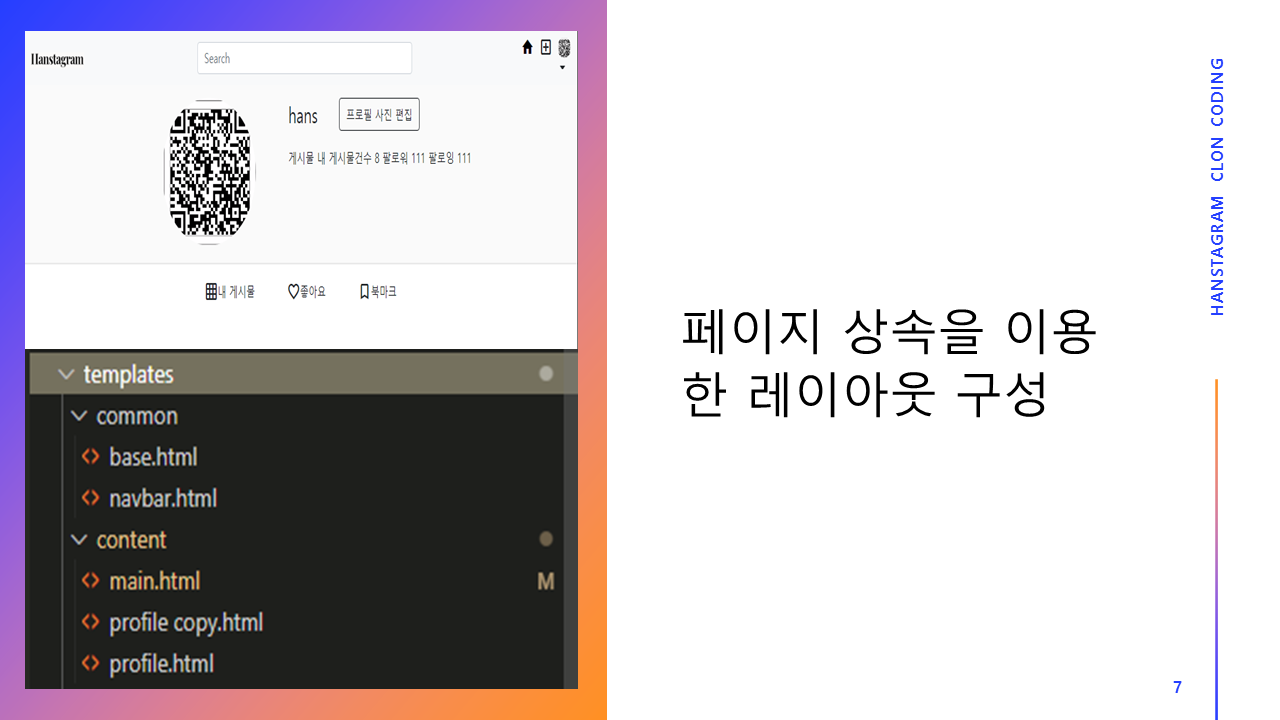 Hanstagram
Search
hans
프로필 사진 편집
게시물 내 게시물건수 8 팔로워 111 팔로잉 111
내 게시물
좋아요
북마크
templates
common
base.html
navbar.html
content
main.html M
profile copy.html
profile.html
페이지 상속을 이용
한 레이아웃 구성
HANSTAGRAM CLON CODING
7